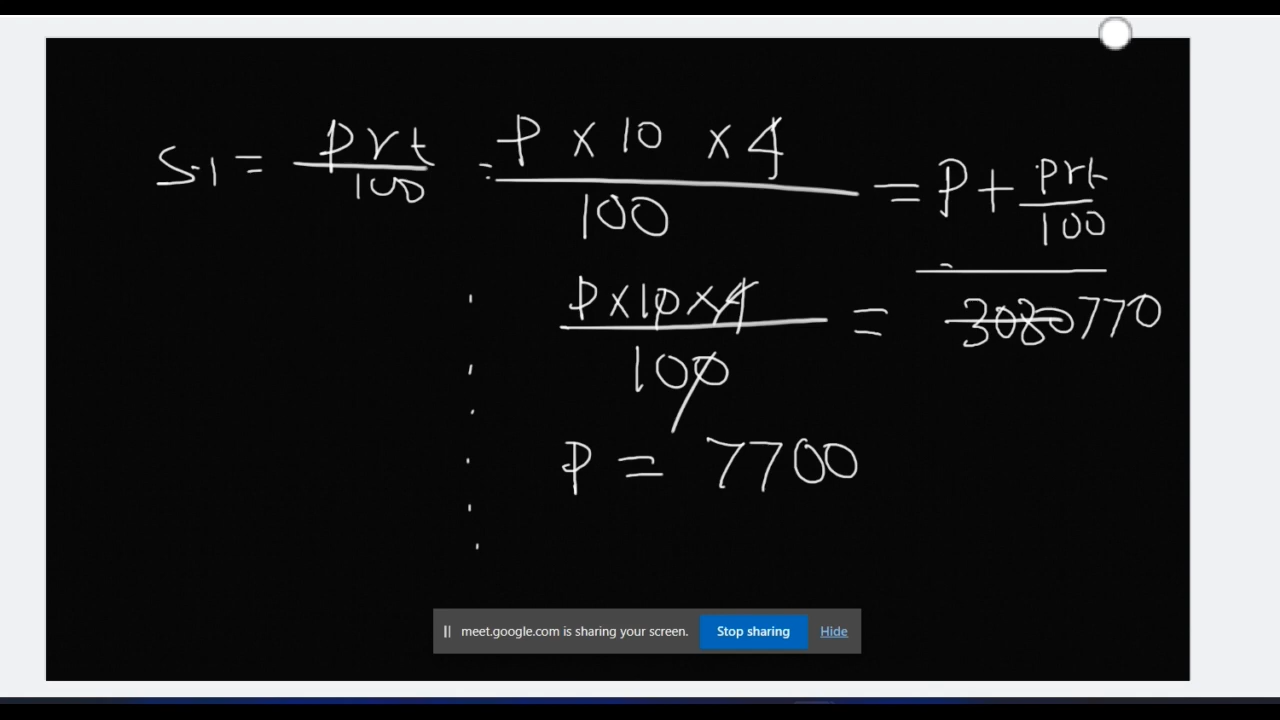 S.I = prt/100 = P × 10 × 4/100 = P + prt/100
P × 10 × 4/100 = 3080 770
P = 7700
meet.google.com is sharing your screen. Stop sharing Hide